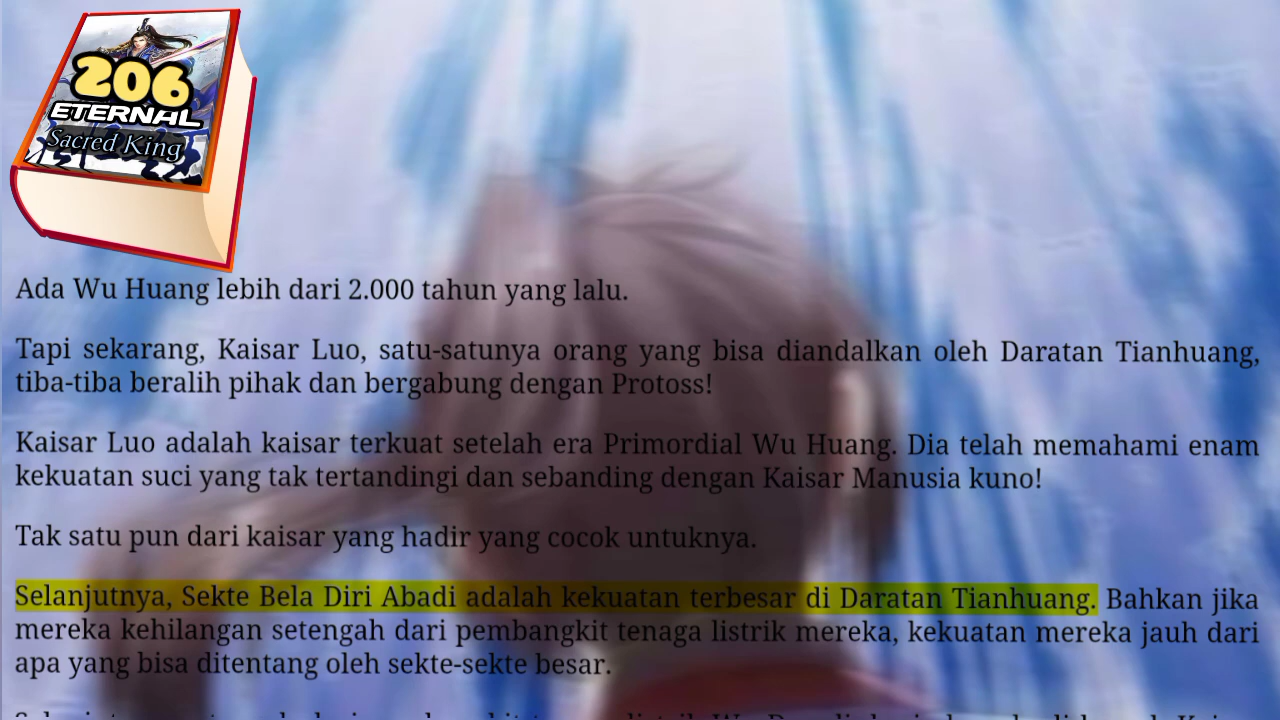 206
ETERNAL
Sacred King
Ada Wu Huang lebih dari 2.000 tahun yang lalu.
Tapi sekarang, Kaisar Luo, satu-satunya orang yang bisa diandalkan oleh Daratan Tianhuang,
tiba-tiba beralih pihak dan bergabung dengan Protoss!
Kaisar Luo adalah kaisar terkuat setelah era Primordial Wu Huang. Dia telah memahami enam
kekuatan suci yang tak tertandingi dan sebanding dengan Kaisar Manusia kuno!
Tak satu pun dari kaisar yang hadir yang cocok untuknya.
Selanjutnya, Sekte Bela Diri Abadi adalah kekuatan terbesar di Daratan Tianhuang. Bahkan jika
mereka kehilangan setengah dari pembangkit tenaga listrik mereka, kekuatan mereka jauh dari
apa yang bisa ditentang oleh sekte-sekte besar.